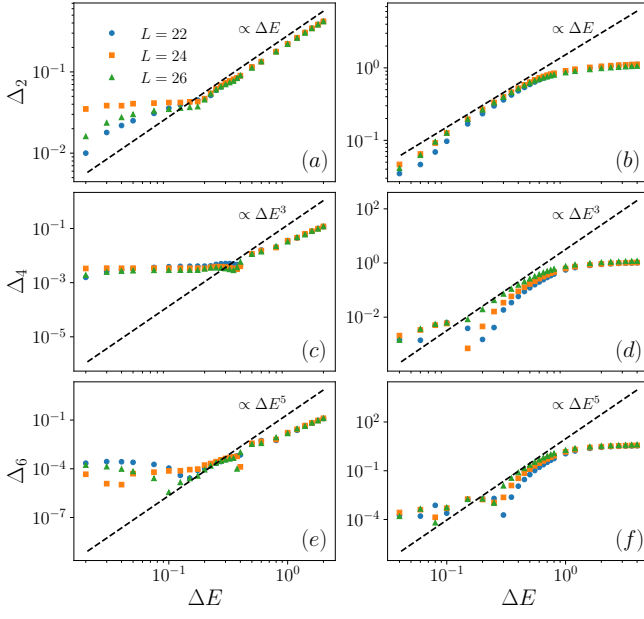 Δ₂
10⁻¹
10⁻²
L = 22
L = 24
L = 26
∝ ΔE
(a)
10⁰
10⁻¹
∝ ΔE
(b)
Δ₄
10⁻¹
10⁻³
10⁻⁵
∝ ΔE³
(c)
10²
10⁰
10⁻²
∝ ΔE³
(d)
Δ₆
10⁻¹
10⁻⁴
10⁻⁷
∝ ΔE⁵
(e)
10⁻¹
10⁰
ΔE
10²
10⁻¹
10⁻⁴
∝ ΔE⁵
(f)
10⁻¹
10⁰
ΔE